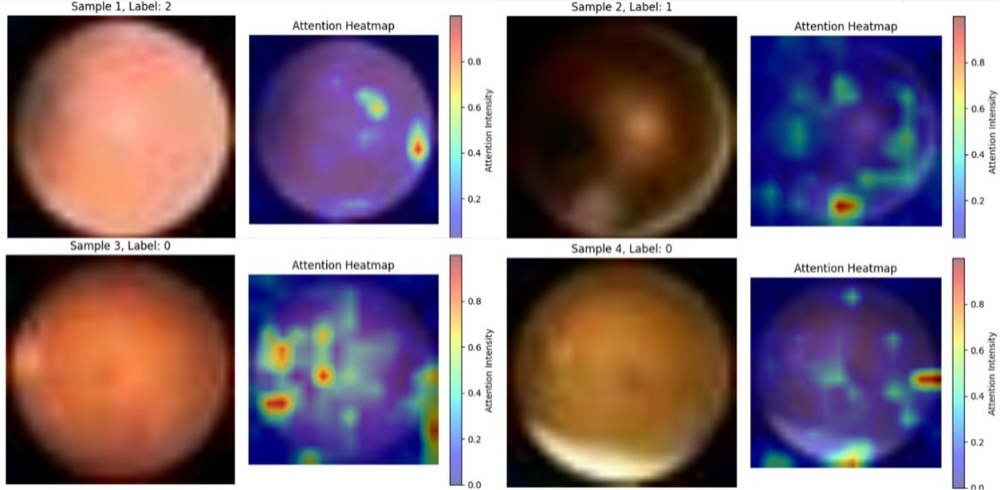 Sample 1, Label: 2
Attention Heatmap
0.8
0.6
0.4
0.2
Attention Intensity
Sample 2, Label: 1
Attention Heatmap
0.8
0.6
0.4
0.2
Attention Intensity
Sample 3, Label: 0
Attention Heatmap
0.8
0.6
0.4
0.2
0.0
Attention Intensity
Sample 4, Label: 0
Attention Heatmap
0.8
0.6
0.4
0.2
0.0
Attention Intensity